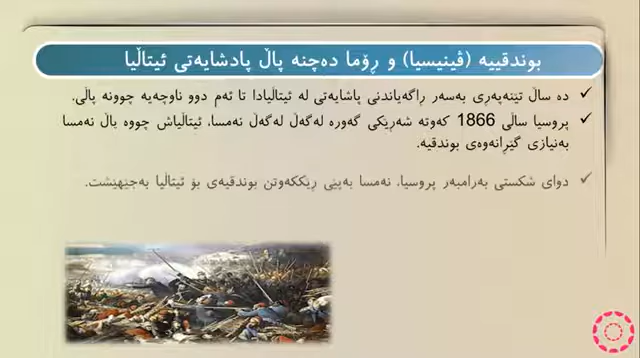 بوندقییە (ڤینیسیا) و ڕۆما دەچنە پاڵ پادشایەتی ئیتاڵیا
دە ساڵ تێنەپەڕی بەسەر ڕاگەیاندنی پاشایەتی لە ئیتاڵیادا تا ئەم دوو ناوچەیە چوونە پاڵی.
پروسیا ساڵی 1866 کەوتە شەڕێکی گەورە لەگەڵ لەگەڵ نەمسا، ئیتاڵیاش چووە باڵ نەمسا
بەنیازی گێڕانەوەی بوندقیە.
دوای شکستی بەرامبەر پروسیا، نەمسا بەپێی ڕێککەوتن بوندقیەی بۆ ئیتاڵیا بەجێهێشت.